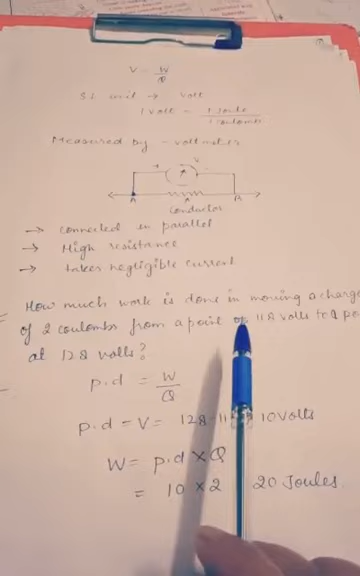 V = W/Q
SI unit → Volt
1 Volt = 1 Joule / 1 Coulomb
Measured by - voltmeter
+ V -
A B
Conductor
→ connected in parallel
→ High resistance
→ takes negligible current
How much work is done in moving a charge
of 2 coulombs from a point at 118 volts to a po
at 128 volts?
p.d = W/Q
p.d = V = 128-11 10 Volts
W = p.d × Q
= 10 × 2 20 Joules.